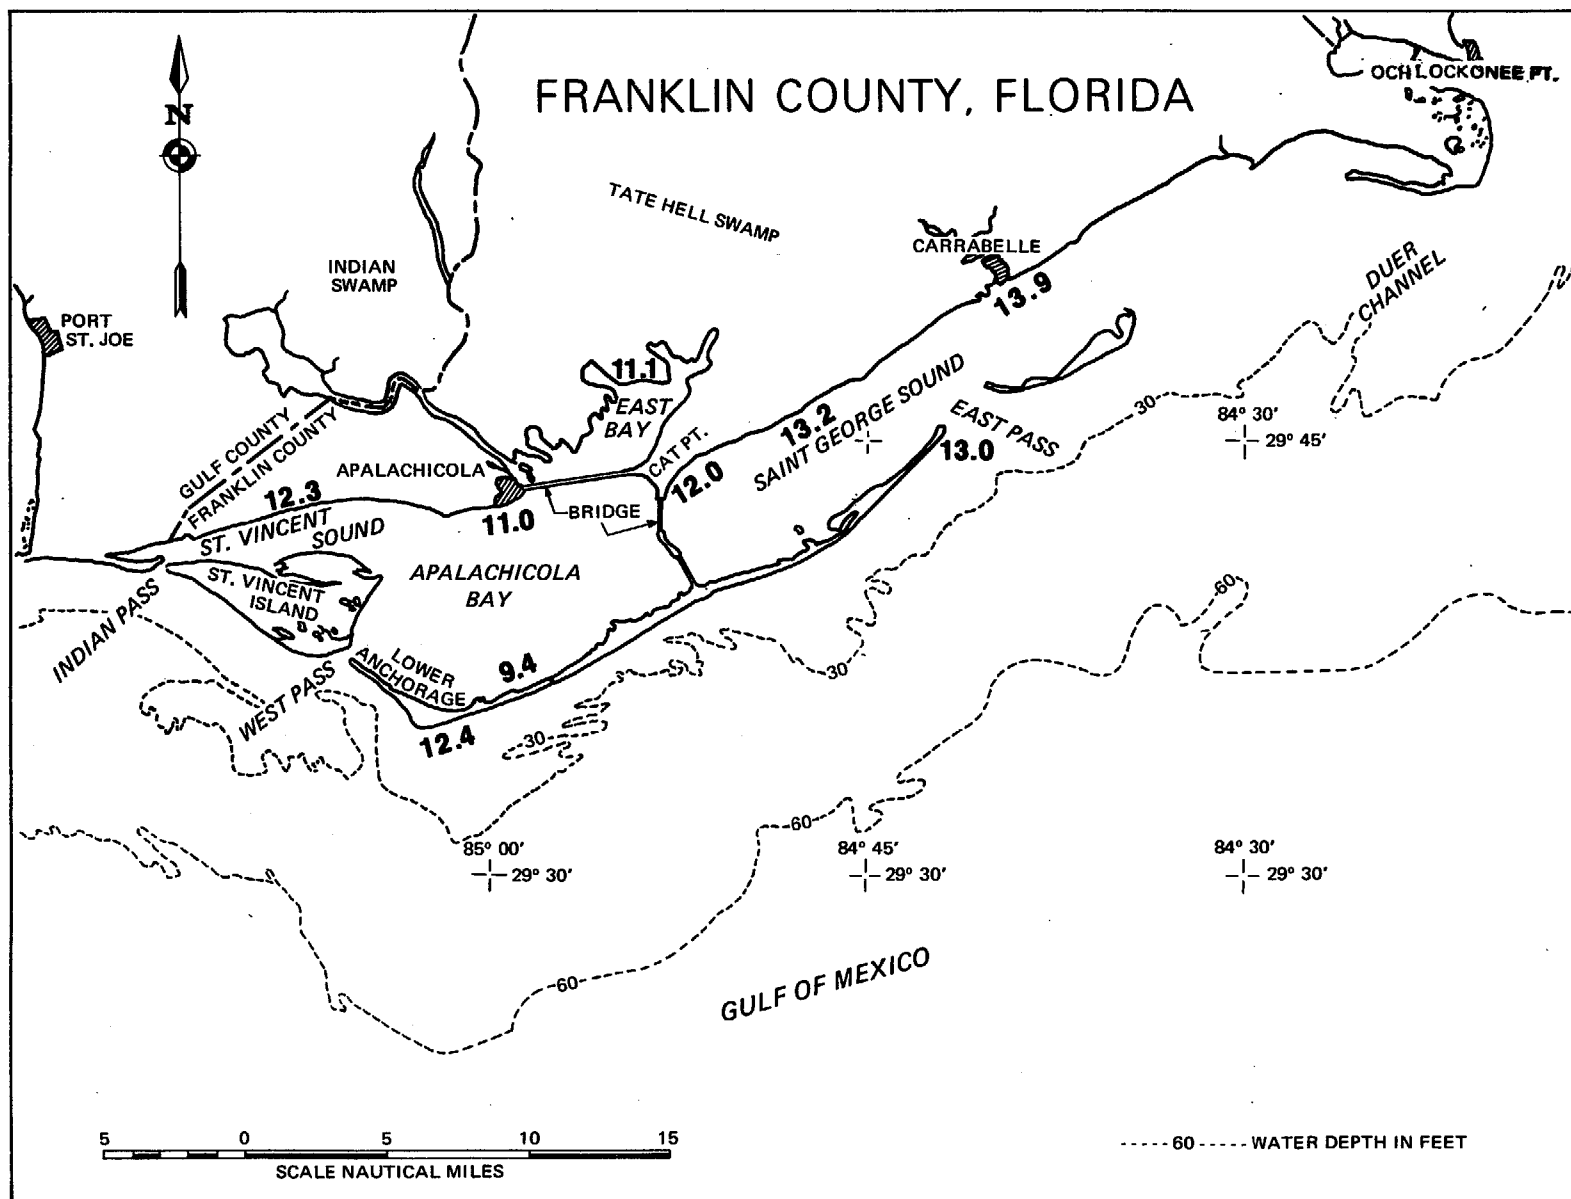 FRANKLIN COUNTY, FLORIDA
N
OCHLOCKONEE PT.
TATE HELL SWAMP
CARRABELLE
13.9
DUER
CHANNEL
INDIAN
SWAMP
PORT
ST. JOE
11.1
EAST
BAY
CAT PT.
13.2
SAINT GEORGE SOUND
EAST PASS
13.0
30
84° 30′
29° 45′
GULF COUNTY
FRANKLIN COUNTY
APALACHICOLA
12.3
12.0
11.0
BRIDGE
ST. VINCENT
SOUND
APALACHICOLA
BAY
ST. VINCENT
ISLAND
INDIAN PASS
WEST PASS
LOWER
ANCHORAGE
9.4
12.4
30
30
60
60
85° 00′
29° 30′
84° 45′
29° 30′
84° 30′
29° 30′
60
GULF OF MEXICO
5 0 5 10 15
SCALE NAUTICAL MILES
-----60----- WATER DEPTH IN FEET